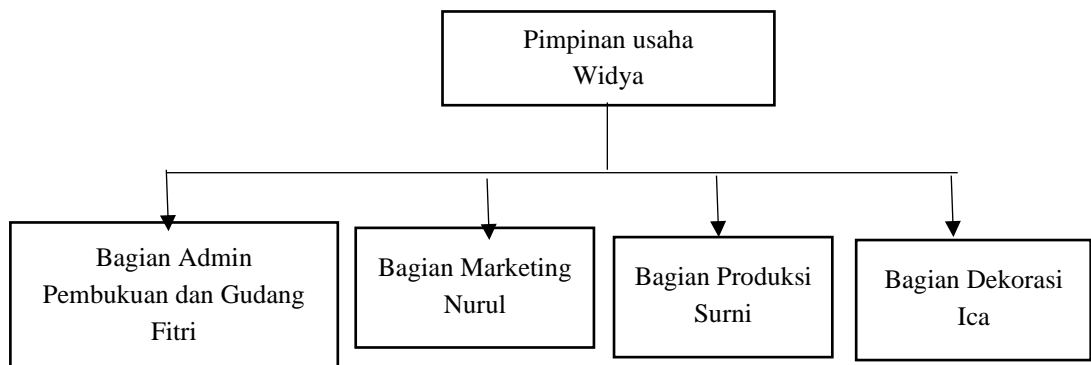 Pimpinan usaha
Widya
Bagian Admin
Pembukuan dan Gudang
Fitri
Bagian Marketing
Nurul
Bagian Produksi
Surni
Bagian Dekorasi
Ica